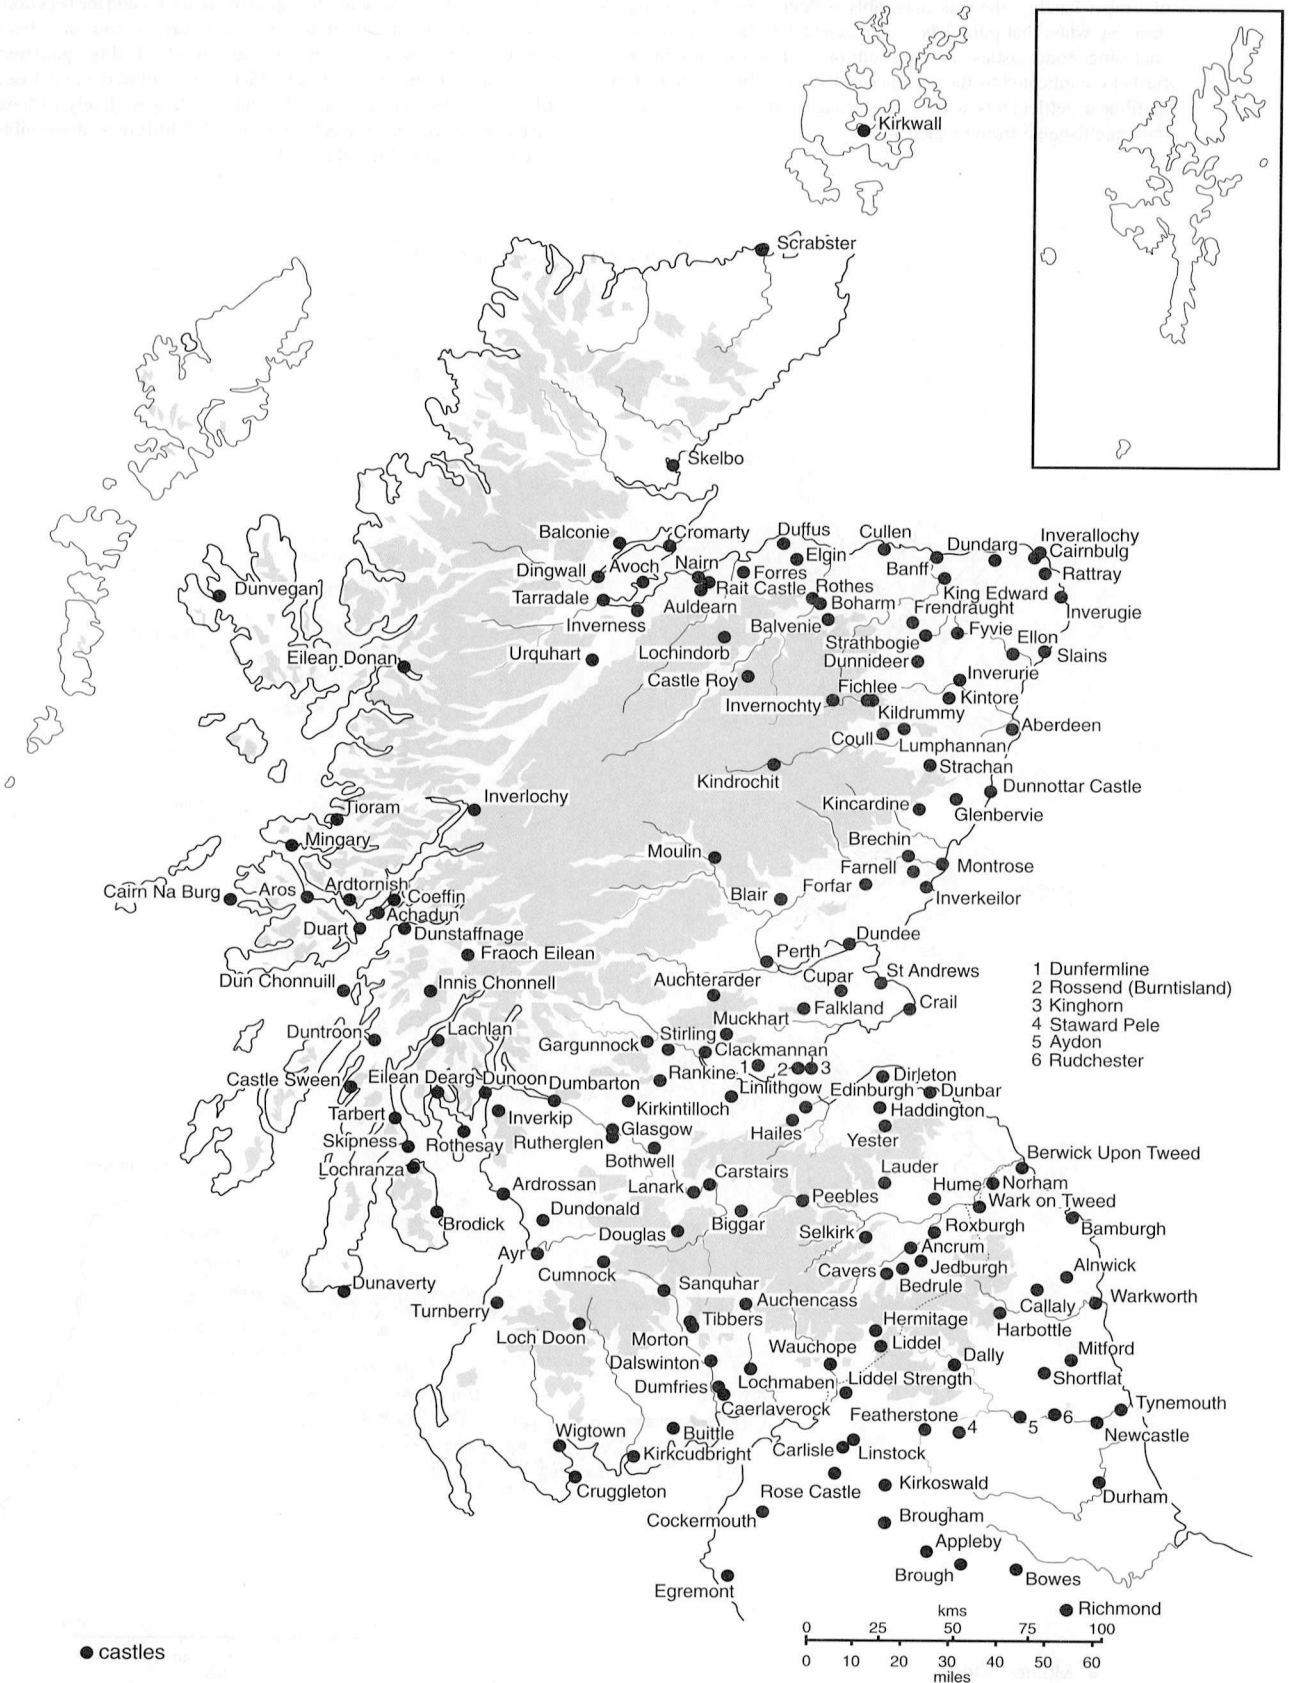 Kirkwall
Scrabster
Skelbo
Balconie
Cromarty
Duffus
Cullen
Dundarg
Inverallochy
Cairnbulg
Dingwall
Avoch
Nairn
Elgin
Banff
Rattray
Forres
Rait Castle
Rothes
King Edward
Tarradale
Auldearn
Boharm
Frendraught
Inverugie
Inverness
Balvenie
Strathbogie
Fyvie
Ellon
Dunvegan
Urquhart
Lochindorb
Dunnideer
Slains
Eilean Donan
Castle Roy
Fichlee
Inverurie
Invernochty
Kildrummy
Kintore
Coull
Lumphannan
Aberdeen
Strachan
Kindrochit
Dunnottar Castle
Inverlochy
Kincardine
Glenbervie
Tioram
Mingary
Brechin
Moulin
Farnell
Montrose
Cairn Na Burg
Aros
Ardtornish
Coeffin
Blair
Forfar
Inverkeilor
Achadun
Duart
Dunstaffnage
Dundee
Fraoch Eilean
Perth
Dun Chonnuill
Innis Chonnell
Auchterarder
Cupar
St Andrews
Falkland
Crail
1 Dunfermline
2 Rossend (Burntisland)
3 Kinghorn
4 Staward Pele
5 Aydon
6 Rudchester
Duntroon
Lachlan
Muckhart
Stirling
Gargunnock
Clackmannan
1
2
3
Castle Sween
Eilean Dearg
Dunoon
Dumbarton
Rankine
Linlithgow
Dirleton
Edinburgh
Dunbar
Tarbert
Inverkip
Kirkintilloch
Haddington
Skipness
Rothesay
Rutherglen
Glasgow
Hailes
Yester
Lochranza
Bothwell
Berwick Upon Tweed
Ardrossan
Lanark
Carstairs
Lauder
Hume
Norham
Peebles
Wark on Tweed
Brodick
Dundonald
Biggar
Bamburgh
Douglas
Selkirk
Roxburgh
Ayr
Ancrum
Cumnock
Cavers
Jedburgh
Alnwick
Dunaverty
Sanquhar
Bedrule
Turnberry
Auchencass
Callaly
Warkworth
Loch Doon
Tibbers
Hermitage
Harbottle
Morton
Wauchope
Liddel
Mitford
Dalswinton
Dally
Dumfries
Lochmaben
Liddel Strength
Shortflat
Caerlaverock
Featherstone
4
5
6
Tynemouth
Wigtown
Buittle
Newcastle
Kirkcudbright
Carlisle
Linstock
Cruggleton
Rose Castle
Kirkoswald
Durham
Cockermouth
Brougham
Appleby
Brough
Bowes
Egremont
Richmond
castles
kms
0 25 50 75 100
0 10 20 30 40 50 60
miles